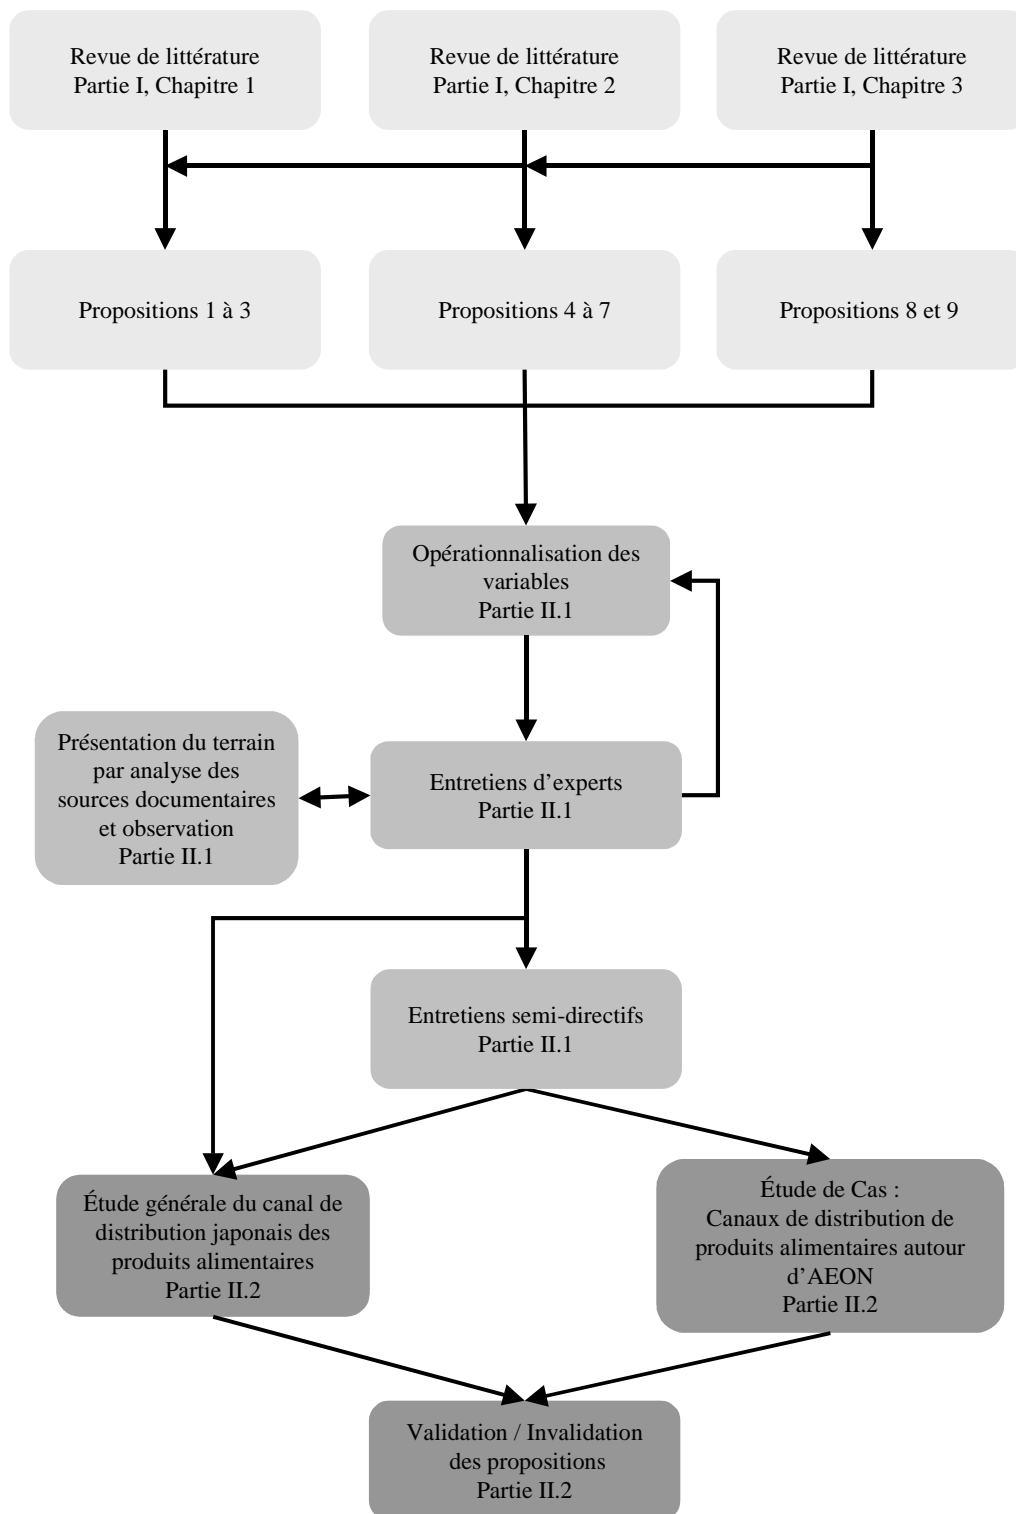 Revue de littérature
Partie I, Chapitre 1
Revue de littérature
Partie I, Chapitre 2
Revue de littérature
Partie I, Chapitre 3
Propositions 1 à 3
Propositions 4 à 7
Propositions 8 et 9
Opérationnalisation des
variables
Partie II.1
Présentation du terrain
par analyse des
sources documentaires
et observation
Partie II.1
Entretiens d’experts
Partie II.1
Entretiens semi-directifs
Partie II.1
Étude générale du canal de
distribution japonais des
produits alimentaires
Partie II.2
Étude de Cas :
Canaux de distribution de
produits alimentaires autour
d’AEON
Partie II.2
Validation / Invalidation
des propositions
Partie II.2